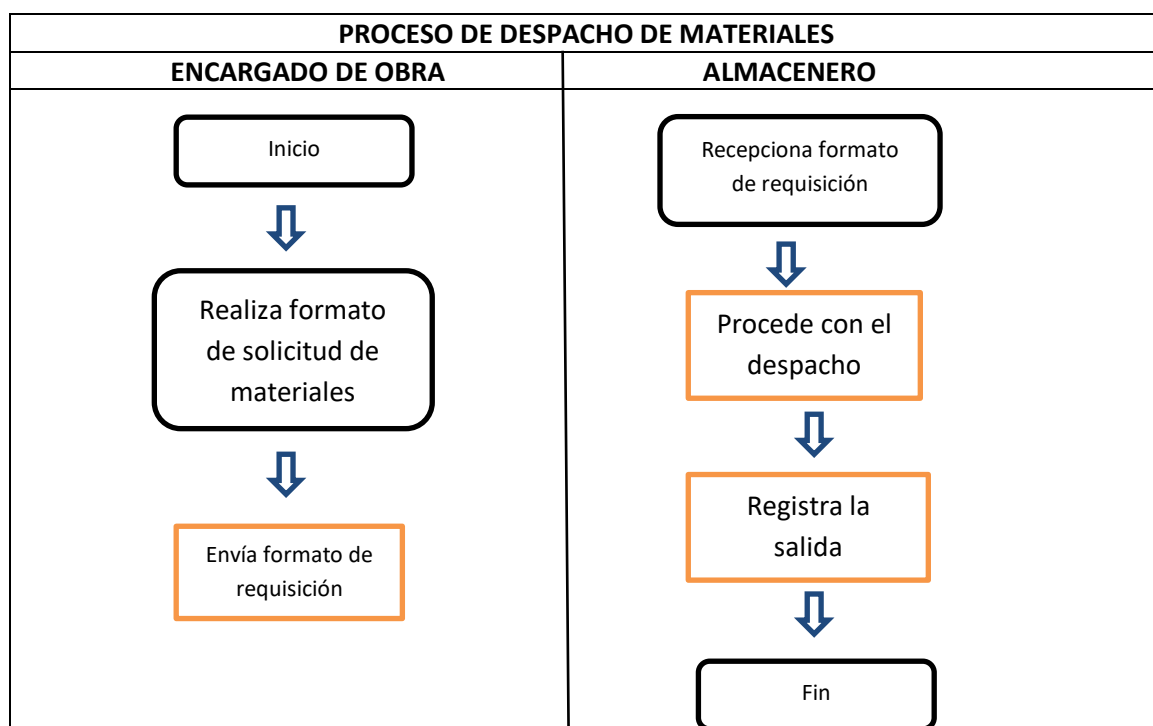 PROCESO DE DESPACHO DE MATERIALES
ENCARGADO DE OBRA
ALMACENERO
Inicio
Realiza formato
de solicitud de
materiales
Envía formato de
requisición
Recepciona formato
de requisición
Procede con el
despacho
Registra la
salida
Fin